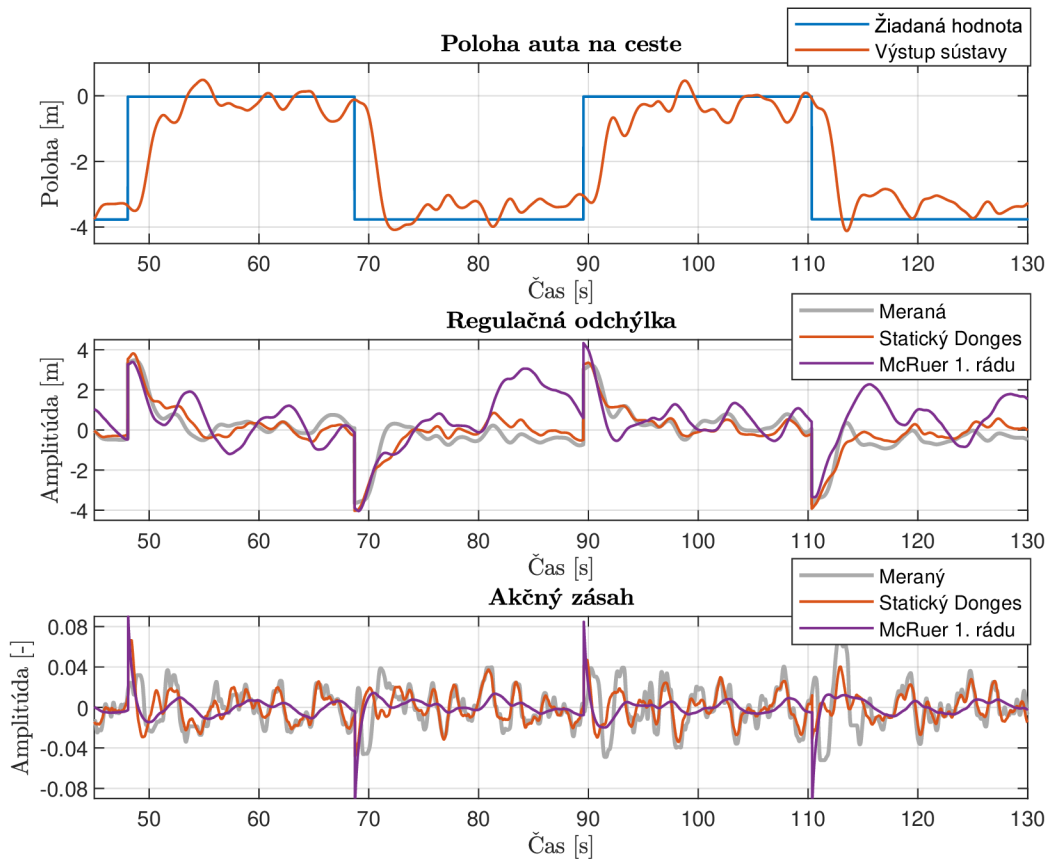 Žiadaná hodnota
Výstup sústavy
Poloha auta na ceste
Poloha [m]
0
-2
-4
50 60 70 80 90 100 110 120 130
Čas [s]
Meraná
Statický Donges
McRuer 1. rádu
Regulačná odchýlka
Amplitúda [m]
4
2
0
-2
-4
50 60 70 80 90 100 110 120 130
Čas [s]
Meraný
Statický Donges
McRuer 1. rádu
Akčný zásah
Amplitúda [-]
0.08
0.04
0
-0.04
-0.08
50 60 70 80 90 100 110 120 130
Čas [s]